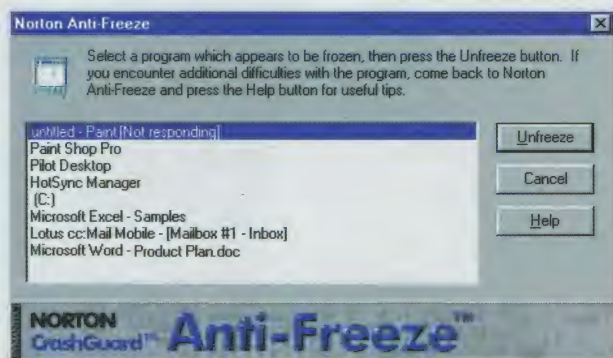 Norton Anti-Freeze
Select a program which appears to be frozen, then press the Unfreeze button. If
you encounter additional difficulties with the program, come back to Norton
Anti-Freeze and press the Help button for useful tips.
untitled - Paint [Not responding]
Paint Shop Pro
Pilot Desktop
HotSync Manager
(C:)
Microsoft Excel - Samples
Lotus cc:Mail Mobile - [Mailbox #1 - Inbox]
Microsoft Word - Product Plan.doc
Unfreeze
Cancel
Help
NORTON
CrashGuard™ Anti-Freeze™